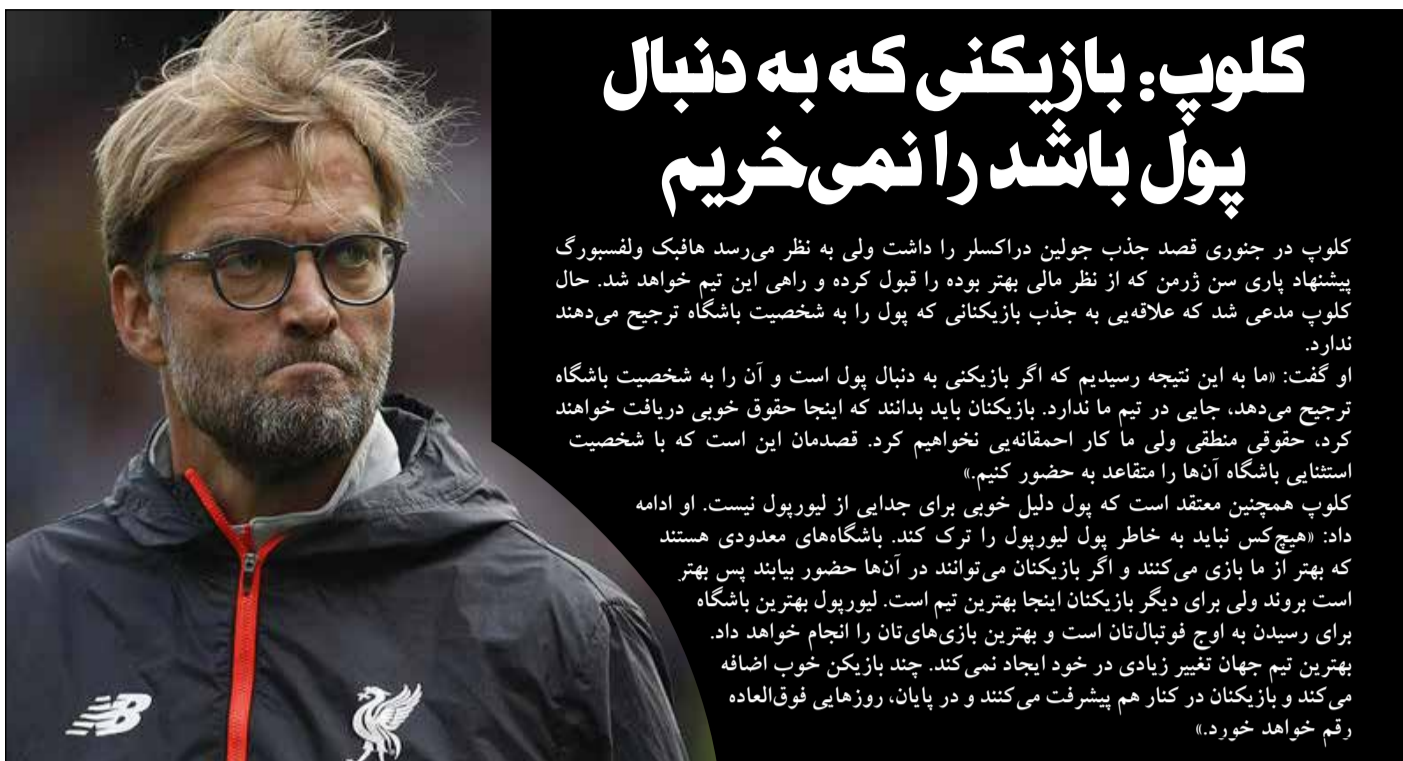 کلوپ: بازیکنی که به دنبال
پول باشد را نمی‌خریم
کلوپ در جنوری قصد جذب جولین دراکسلر را داشت ولی به نظر می‌رسد هافبک ولفسبورگ
پیشنهاد پاری سن ژرمن که از نظر مالی بهتر بوده را قبول کرده و راهی این تیم خواهد شد. حال
کلوپ مدعی شد که علاقه‌یی به جذب بازیکنانی که پول را به شخصیت باشگاه ترجیح می‌دهند
ندارد.
او گفت: «ما به این نتیجه رسیدیم که اگر بازیکنی به دنبال پول است و آن را به شخصیت باشگاه
ترجیح می‌دهد، جایی در تیم ما ندارد. بازیکنان باید بدانند که اینجا حقوق خوبی دریافت خواهند
کرد، حقوقی منطقی ولی ما کار احمقانه‌یی نخواهیم کرد. قصدمان این است که با شخصیت
استثنایی باشگاه آن‌ها را متقاعد به حضور کنیم.»
کلوپ همچنین معتقد است که پول دلیل خوبی برای جدایی از لیورپول نیست. او ادامه
داد: «هیچ‌کس نباید به خاطر پول لیورپول را ترک کند. باشگاه‌های معدودی هستند
که بهتر از ما بازی می‌کنند و اگر بازیکنان می‌توانند در آن‌ها حضور بیابند پس بهتر
است بروند ولی برای دیگر بازیکنان اینجا بهترین تیم است. لیورپول بهترین باشگاه
برای رسیدن به اوج فوتبال‌تان است و بهترین بازی‌های‌تان را انجام خواهد داد.
بهترین تیم جهان تغییر زیادی در خود ایجاد نمی‌کند. چند بازیکن خوب اضافه
می‌کند و بازیکنان در کنار هم پیشرفت می‌کنند و در پایان، روزهایی فوق‌العاده
رقم خواهد خورد.»
NB